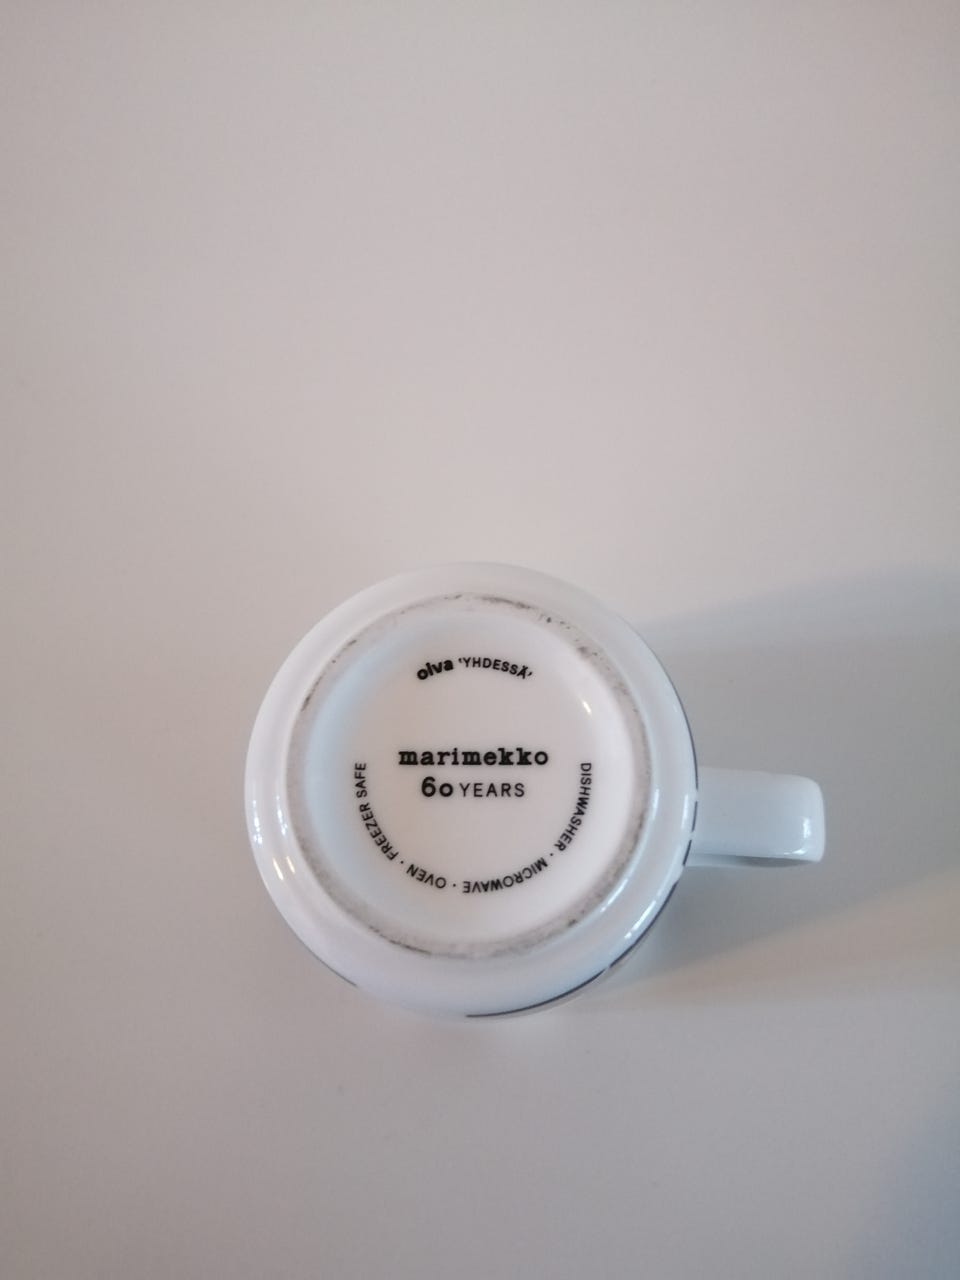 oiva 'YHDESSÄ'
marimekko
60 YEARS
DISHWASHER · MICROWAVE · OVEN · FREEZER SAFE